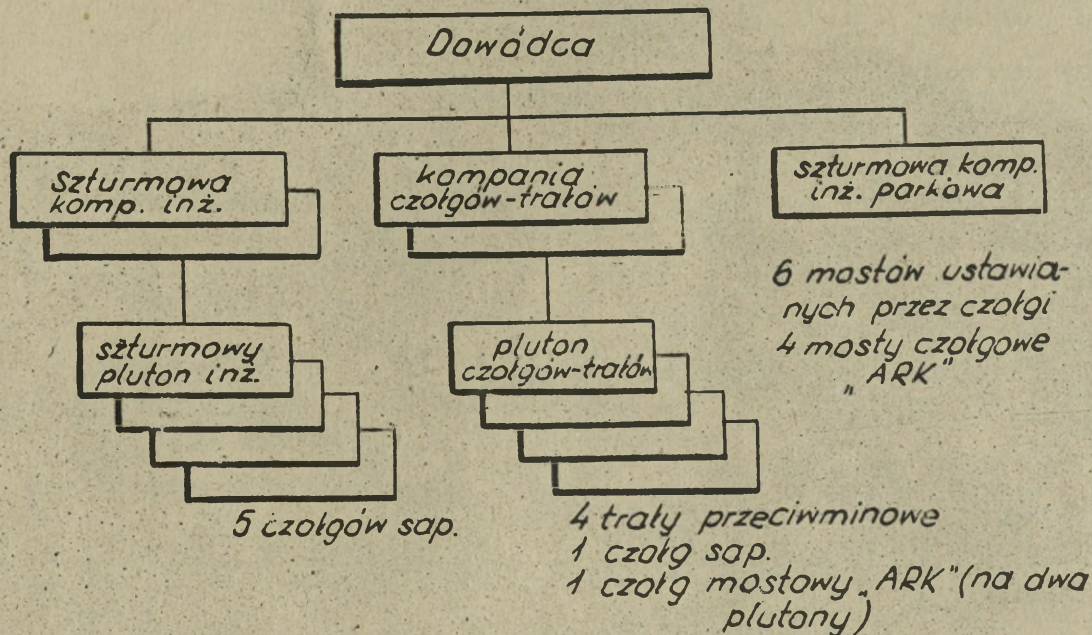 Dowódca
szturmowa
komp. inż.
kompania
czołgów-trałów
szturmowa komp.
inż. parkowa
6 mostów ustawia-
nych przez czołgi
4 mosty czołgowe
„ARK"
szturmowy
pluton inż.
pluton
czołgów-trałów
5 czołgów sap.
4 trały przeciwminowe
1 czołg sap.
1 czołg mostowy „ARK" (na dwa
plutony)